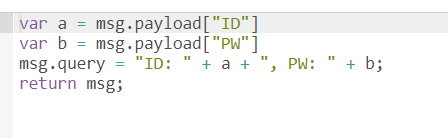 var a = msg.payload["ID"]
var b = msg.payload["PW"]
msg.query = "ID: " + a + ", PW: " + b;
return msg;